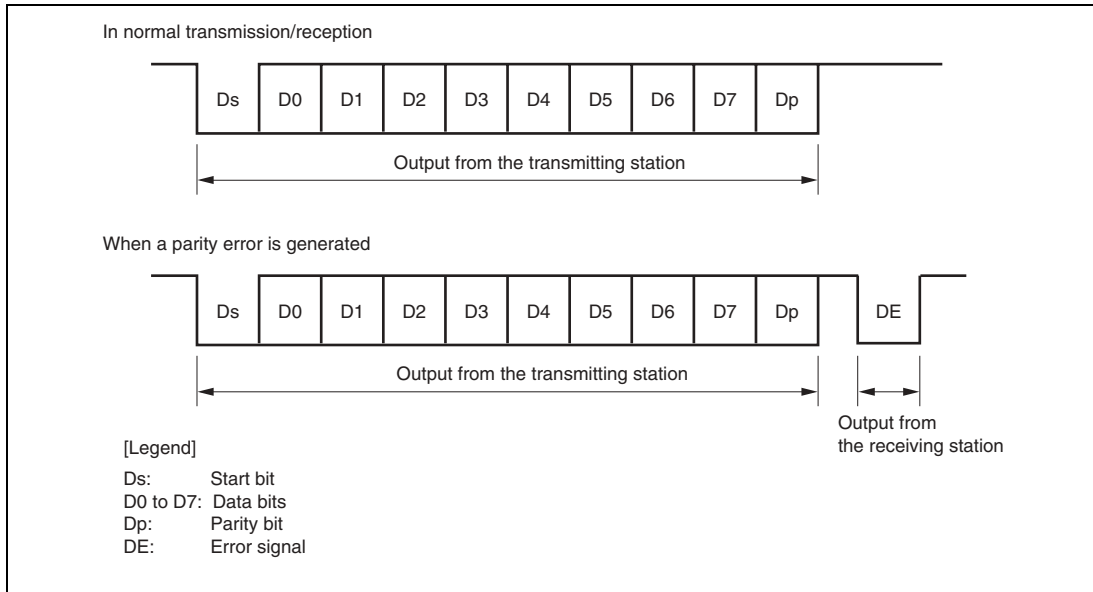 In normal transmission/reception
Ds D0 D1 D2 D3 D4 D5 D6 D7 Dp
Output from the transmitting station
When a parity error is generated
Ds D0 D1 D2 D3 D4 D5 D6 D7 Dp DE
Output from the transmitting station
Output from
the receiving station
[Legend]
Ds: Start bit
D0 to D7: Data bits
Dp: Parity bit
DE: Error signal